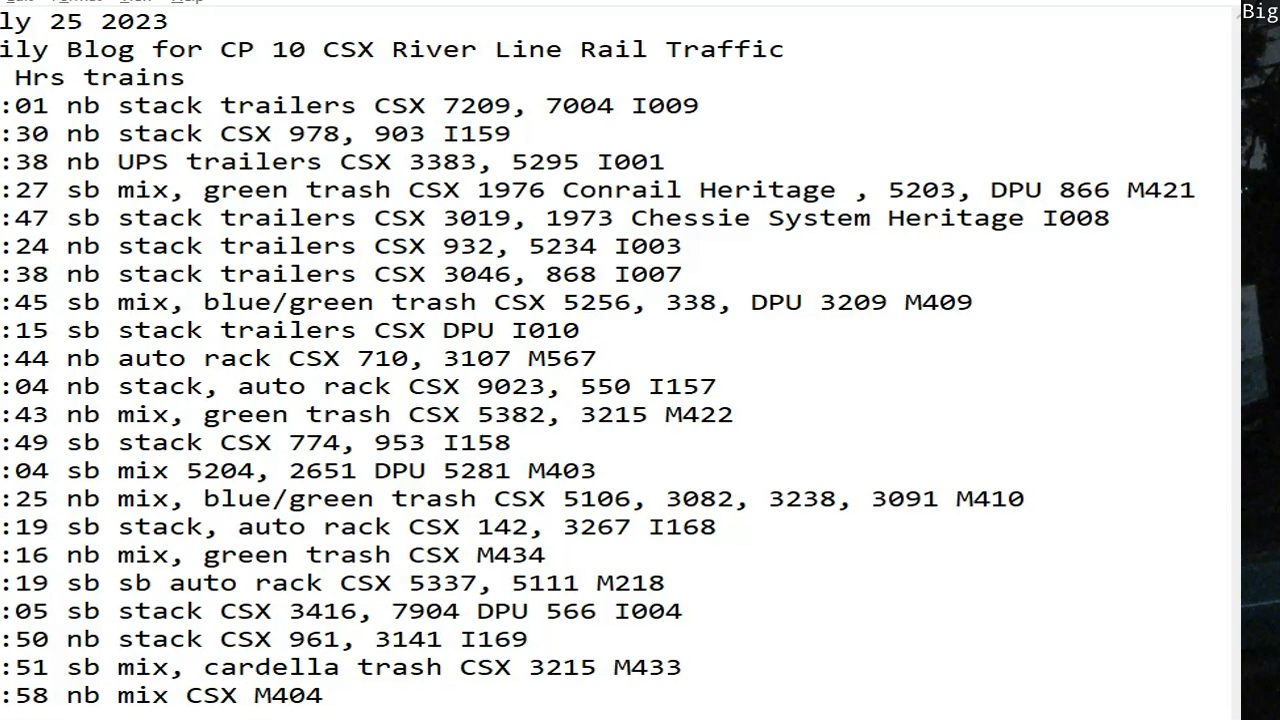 ly 25 2023
ily Blog for CP 10 CSX River Line Rail Traffic
Hrs trains
:01 nb stack trailers CSX 7209, 7004 I009
:30 nb stack CSX 978, 903 I159
:38 nb UPS trailers CSX 3383, 5295 I001
:27 sb mix, green trash CSX 1976 Conrail Heritage , 5203, DPU 866 M421
:47 sb stack trailers CSX 3019, 1973 Chessie System Heritage I008
:24 nb stack trailers CSX 932, 5234 I003
:38 nb stack trailers CSX 3046, 868 I007
:45 sb mix, blue/green trash CSX 5256, 338, DPU 3209 M409
:15 sb stack trailers CSX DPU I010
:44 nb auto rack CSX 710, 3107 M567
:04 nb stack, auto rack CSX 9023, 550 I157
:43 nb mix, green trash CSX 5382, 3215 M422
:49 sb stack CSX 774, 953 I158
:04 sb mix 5204, 2651 DPU 5281 M403
:25 nb mix, blue/green trash CSX 5106, 3082, 3238, 3091 M410
:19 sb stack, auto rack CSX 142, 3267 I168
:16 nb mix, green trash CSX M434
:19 sb sb auto rack CSX 5337, 5111 M218
:05 sb stack CSX 3416, 7904 DPU 566 I004
:50 nb stack CSX 961, 3141 I169
:51 sb mix, cardella trash CSX 3215 M433
:58 nb mix CSX M404
Big